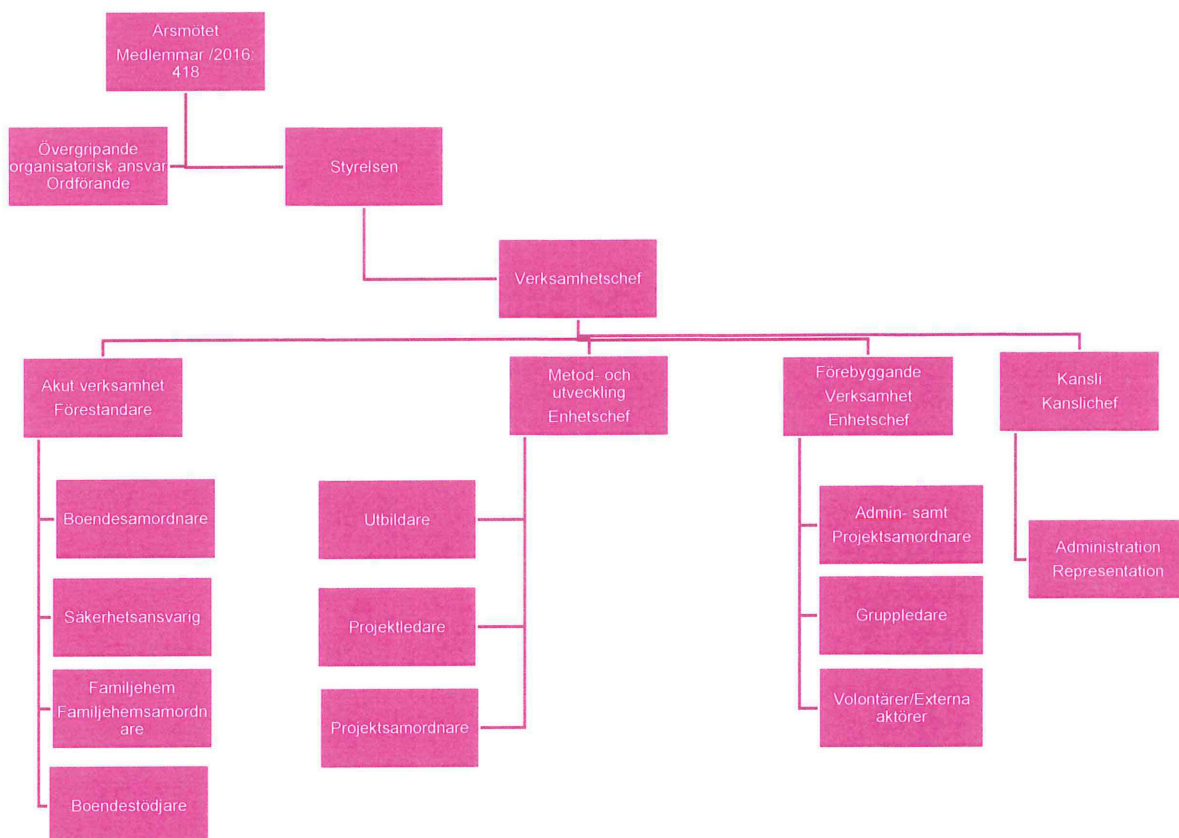 Årsmötet
Medlemmar /2016:
418
Övergripande
organisatorisk ansvar
Ordförande
Styrelsen
Verksamhetschef
Akut verksamhet
Förestandare
Metod- och
utveckling
Enhetschef
Förebyggande
Verksamhet
Enhetschef
Kansli
Kanslichef
Boendesamordnare
Säkerhetsansvarig
Familjehem
Familjehemsamordn
are
Boendestödjare
Utbildare
Projektledare
Projektsamordnare
Admin- samt
Projektsamordnare
Gruppledare
Volontärer/Externa
aktörer
Administration
Representation